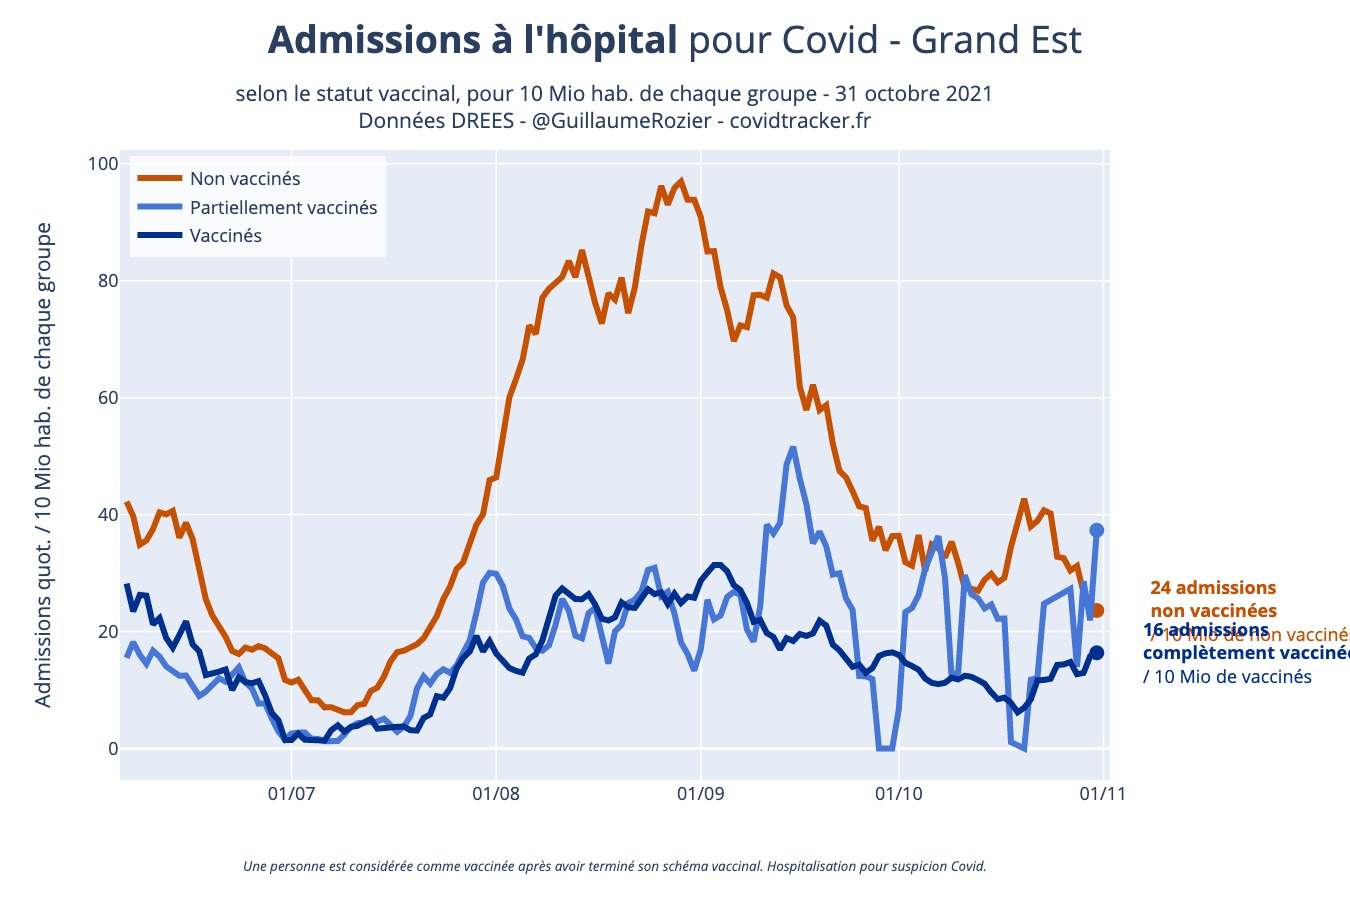 Admissions à l'hôpital pour Covid - Grand Est
selon le statut vaccinal, pour 10 Mio hab. de chaque groupe - 31 octobre 2021
Données DREES - @GuillaumeRozier - covidtracker.fr
Admissions quot. / 10 Mio hab. de chaque groupe
100
80
60
40
20
0
Non vaccinés
Partiellement vaccinés
Vaccinés
01/07
01/08
01/09
01/10
01/11
24 admissions
non vaccinées
/ 10 Mio de non vaccinés
16 admissions
complètement vacciné
/ 10 Mio de vaccinés
Une personne est considérée comme vaccinée après avoir terminé son schéma vaccinal. Hospitalisation pour suspicion Covid.